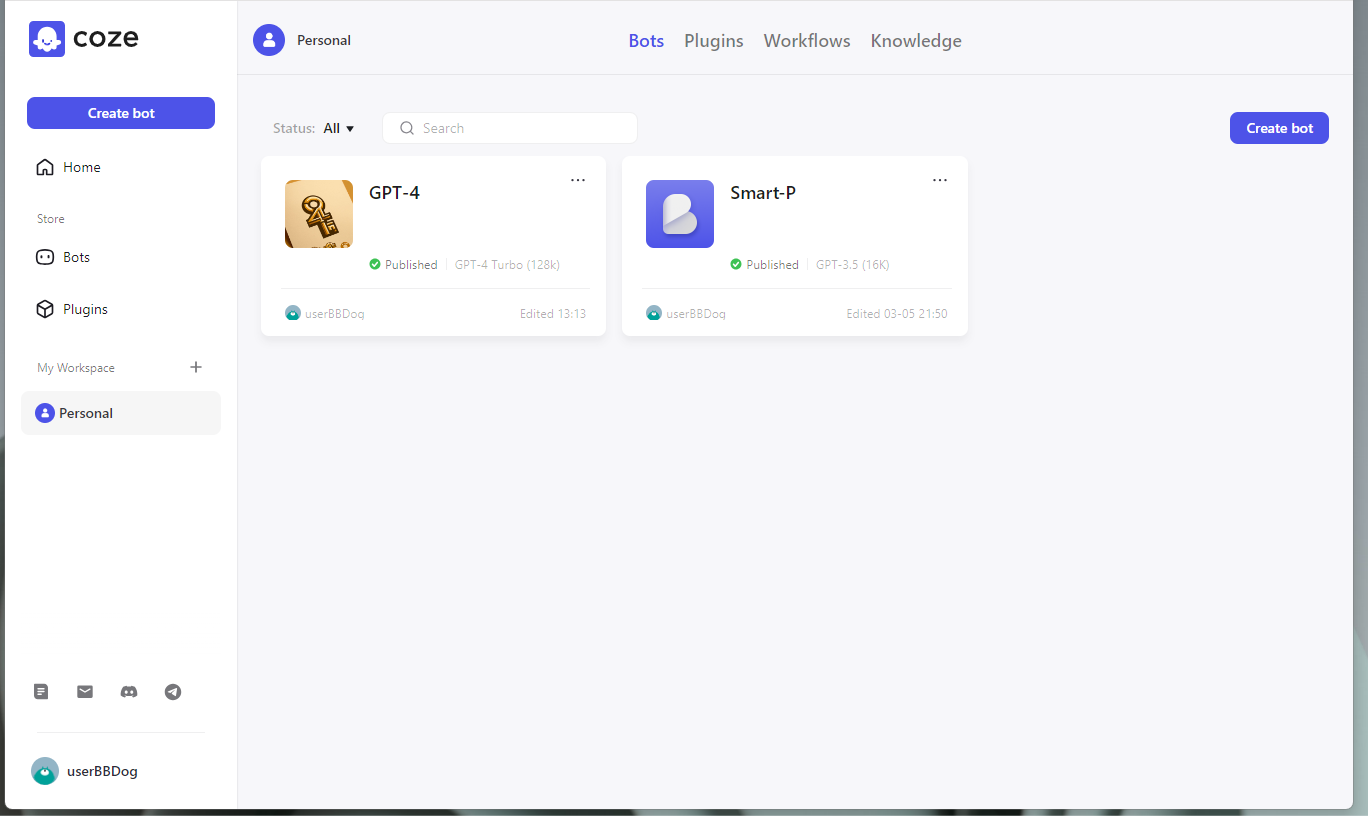 coze
Create bot
Home
Store
Bots
Plugins
My Workspace
Personal
userBBDog
Personal
Bots Plugins Workflows Knowledge
Status: All Search
Create bot
GPT-4
Published GPT-4 Turbo (128k)
userBBDog Edited 13:13
Smart-P
Published GPT-3.5 (16K)
userBBDog Edited 03-05 21:50